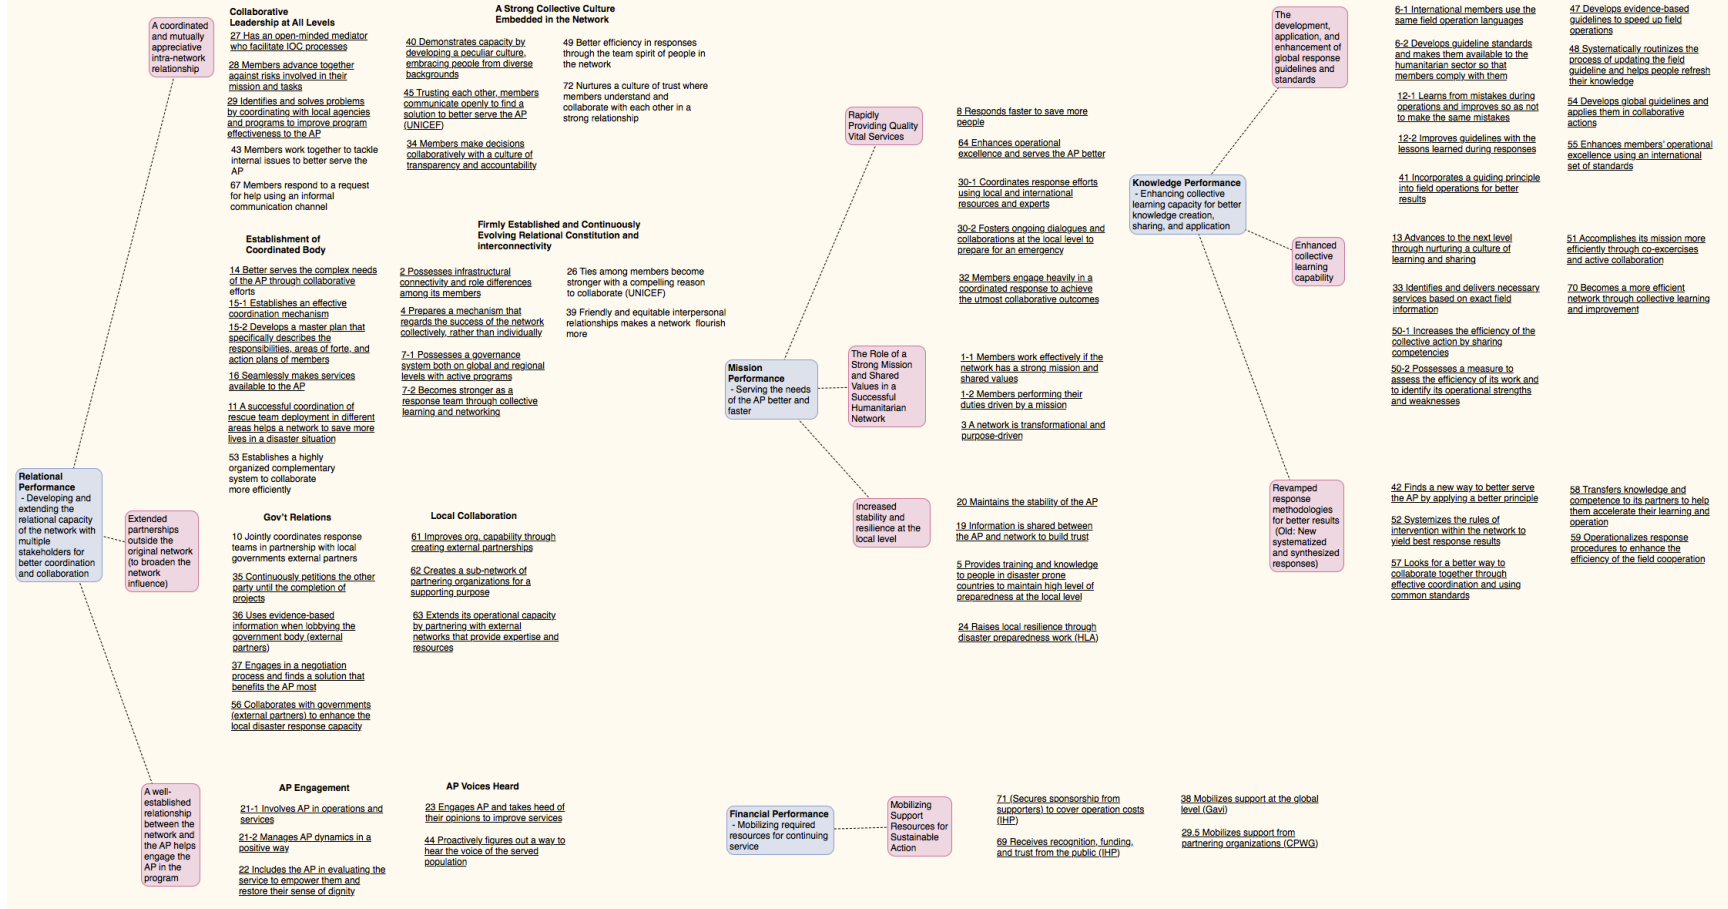 A coordinated
and mutually
appreciative
intra-network
relationship
Collaborative
Leadership at All Levels
27 Has an open-minded mediator
who facilitate IOC processes
28 Members advance together
against risks involved in their
mission and tasks
29 Identifies and solves problems
by coordinating with local agencies
and programs to improve program
effectiveness to the AP
43 Members work together to tackle
internal issues to better serve the
AP
67 Members respond to a request
for help using an informal
communication channel
A Strong Collective Culture
Embedded in the Network
40 Demonstrates capacity by
developing a peculiar culture,
embracing people from diverse
backgrounds
45 Trusting each other, members
communicate openly to find a
solution to better serve the AP
(UNICEF)
34 Members make decisions
collaboratively with a culture of
transparency and accountability
49 Better efficiency in responses
through the team spirit of people in
the network
72 Nurtures a culture of trust where
members understand and
collaborate with each other in a
strong relationship
Establishment of
Coordinated Body
14 Better serves the complex needs
of the AP through collaborative
efforts
15-1 Establishes an effective
coordination mechanism
15-2 Develops a master plan that
specifically describes the
responsibilities, areas of forte, and
action plans of members
16 Seamlessly makes services
available to the AP
11 A successful coordination of
rescue team deployment in different
areas helps a network to save more
lives in a disaster situation
53 Establishes a highly
organized complementary
system to collaborate
more efficiently
Firmly Established and Continuously
Evolving Relational Constitution and
interconnectivity
2 Possesses infrastructural
connectivity and role differences
among its members
4 Prepares a mechanism that
regards the success of the network
collectively, rather than individually
7-1 Possesses a governance
system both on global and regional
levels with active programs
7-2 Becomes stronger as a
response team through collective
learning and networking
26 Ties among members become
stronger with a compelling reason
to collaborate (UNICEF)
39 Friendly and equitable interpersonal
relationships makes a network flourish
more
Relational
Performance
- Developing and
extending the
relational capacity
of the network with
multiple
stakeholders for
better coordination
and collaboration
Extended
partnerships
outside the
original network
(to broaden the
network
influence)
Gov't Relations
10 Jointly coordinates response
teams in partnership with local
governments external partners
35 Continuously petitions the other
party until the completion of
projects
36 Uses evidence-based
information when lobbying the
government body (external
partners)
37 Engages in a negotiation
process and finds a solution that
benefits the AP most
56 Collaborates with governments
(external partners) to enhance the
local disaster response capacity
Local Collaboration
61 Improves org. capability through
creating external partnerships
62 Creates a sub-network of
partnering organizations for a
supporting purpose
63 Extends its operational capacity
by partnering with external
networks that provide expertise and
resources
A well-
established
relationship
between the
network and
the AP helps
engage the
AP in the
program
AP Engagement
21-1 Involves AP in operations and
services
21-2 Manages AP dynamics in a
positive way
22 Includes the AP in evaluating the
service to empower them and
restore their sense of dignity
AP Voices Heard
23 Engages AP and takes heed of
their opinions to improve services
44 Proactively figures out a way to
hear the voice of the served
population
Rapidly
Providing Quality
Vital Services
8 Responds faster to save more
people
64 Enhances operational
excellence and serves the AP better
30-1 Coordinates response efforts
using local and international
resources and experts
30-2 Fosters ongoing dialogues and
collaborations at the local level to
prepare for an emergency
32 Members engage heavily in a
coordinated response to achieve
the utmost collaborative outcomes
Mission
Performance
- Serving the needs
of the AP better and
faster
The Role of a
Strong Mission
and Shared
Values in a
Successful
Humanitarian
Network
1-1 Members work effectively if the
network has a strong mission and
shared values
1-2 Members performing their
duties driven by a mission
3 A network is transformational and
purpose-driven
Increased
stability and
resilience at the
local level
20 Maintains the stability of the AP
19 Information is shared between
the AP and network to build trust
5 Provides training and knowledge
to people in disaster prone
countries to maintain high level of
preparedness at the local level
24 Raises local resilience through
disaster preparedness work (HLA)
Financial Performance
- Mobilizing required
resources for continuing
service
Mobilizing
Support
Resources for
Sustainable
Action
71 (Secures sponsorship from
supporters) to cover operation costs
(IHP)
69 Receives recognition, funding,
and trust from the public (IHP)
38 Mobilizes support at the global
level (Gavi)
29.5 Mobilizes support from
partnering organizations (CPWG)
The
development,
application, and
enhancement of
global response
guidelines and
standards
6-1 International members use the
same field operation languages
6-2 Develops guideline standards
and makes them available to the
humanitarian sector so that
members comply with them
12-1 Learns from mistakes during
operations and improves so as not
to make the same mistakes
12-2 Improves guidelines with the
lessons learned during responses
41 Incorporates a guiding principle
into field operations for better
results
47 Develops evidence-based
guidelines to speed up field
operations
48 Systematically routinizes the
process of updating the field
guideline and helps people refresh
their knowledge
54 Develops global guidelines and
applies them in collaborative
actions
55 Enhances members' operational
excellence using an international
set of standards
Knowledge Performance
- Enhancing collective
learning capacity for better
knowledge creation,
sharing, and application
Enhanced
collective
learning
capability
13 Advances to the next level
through nurturing a culture of
learning and sharing
33 Identifies and delivers necessary
services based on exact field
information
50-1 Increases the efficiency of the
collective action by sharing
competencies
50-2 Possesses a measure to
assess the efficiency of its work and
to identify its operational strengths
and weaknesses
51 Accomplishes its mission more
efficiently through co-excercises
and active collaboration
70 Becomes a more efficient
network through collective learning
and improvement
Revamped
response
methodologies
for better results
(Old: New
systematized
and synthesized
responses)
42 Finds a new way to better serve
the AP by applying a better principle
52 Systemizes the rules of
intervention within the network to
yield best response results
57 Looks for a better way to
collaborate together through
effective coordination and using
common standards
58 Transfers knowledge and
competence to its partners to help
them accelerate their learning and
operation
59 Operationalizes response
procedures to enhance the
efficiency of the field cooperation